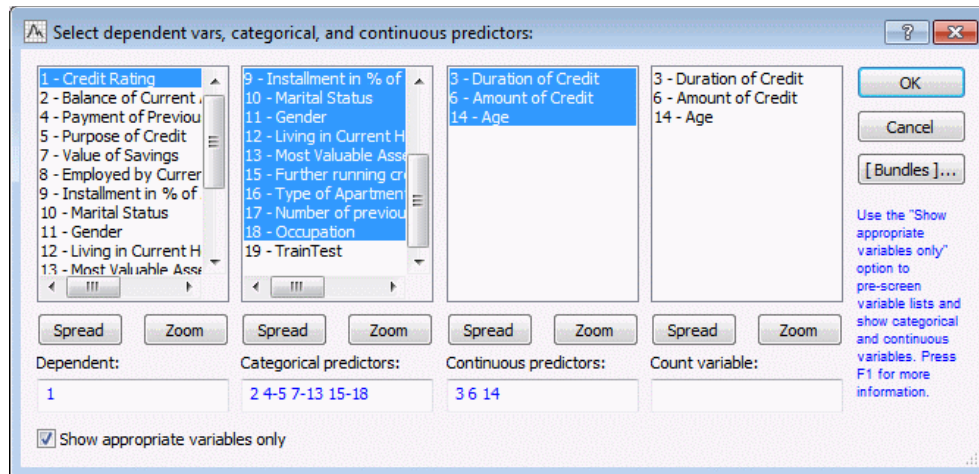 Select dependent vars, categorical, and continuous predictors:
1 - Credit Rating
2 - Balance of Current
4 - Payment of Previou
5 - Purpose of Credit
7 - Value of Savings
8 - Employed by Currer
9 - Installment in % of
10 - Marital Status
11 - Gender
12 - Living in Current H
13 - Most Valuable Asse
9 - Installment in % of
10 - Marital Status
11 - Gender
12 - Living in Current H
13 - Most Valuable Asse
15 - Further running cre
16 - Type of Apartmen
17 - Number of previou
18 - Occupation
19 - TrainTest
3 - Duration of Credit
6 - Amount of Credit
14 - Age
3 - Duration of Credit
6 - Amount of Credit
14 - Age
OK
Cancel
[ Bundles ]...
Use the "Show
appropriate
variables only"
option to
pre-screen
variable lists and
show categorical
and continuous
variables. Press
F1 for more
information.
Spread Zoom Spread Zoom Spread Zoom Spread Zoom
Dependent: Categorical predictors: Continuous predictors: Count variable:
1 2 4-5 7-13 15-18 3 6 14
Show appropriate variables only